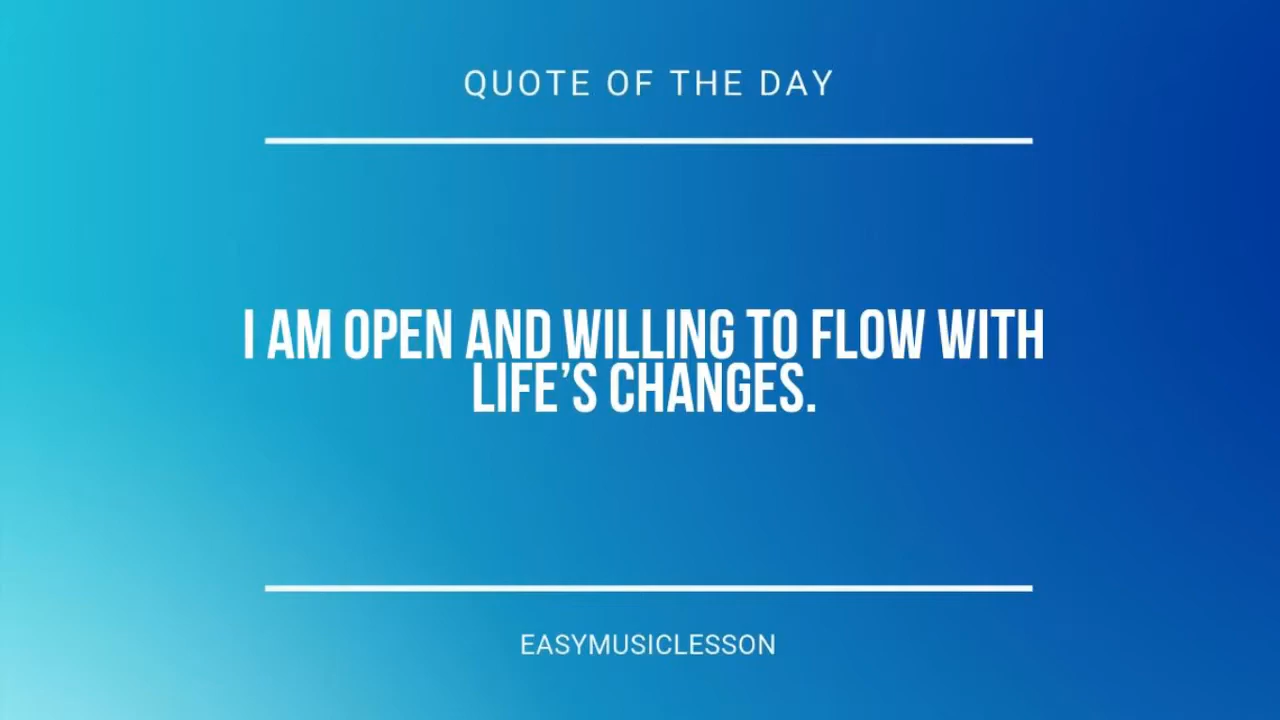 QUOTE OF THE DAY
I AM OPEN AND WILLING TO FLOW WITH
LIFE’S CHANGES.
EASYMUSICLESSON